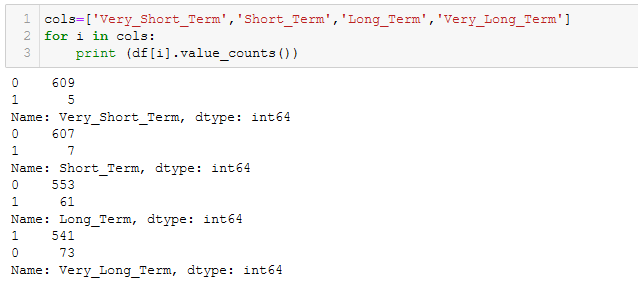 1 cols=['Very_Short_Term','Short_Term','Long_Term','Very_Long_Term']
2 for i in cols:
3     print (df[i].value_counts())
0    609
1      5
Name: Very_Short_Term, dtype: int64
0    607
1      7
Name: Short_Term, dtype: int64
0    553
1     61
Name: Long_Term, dtype: int64
1    541
0     73
Name: Very_Long_Term, dtype: int64